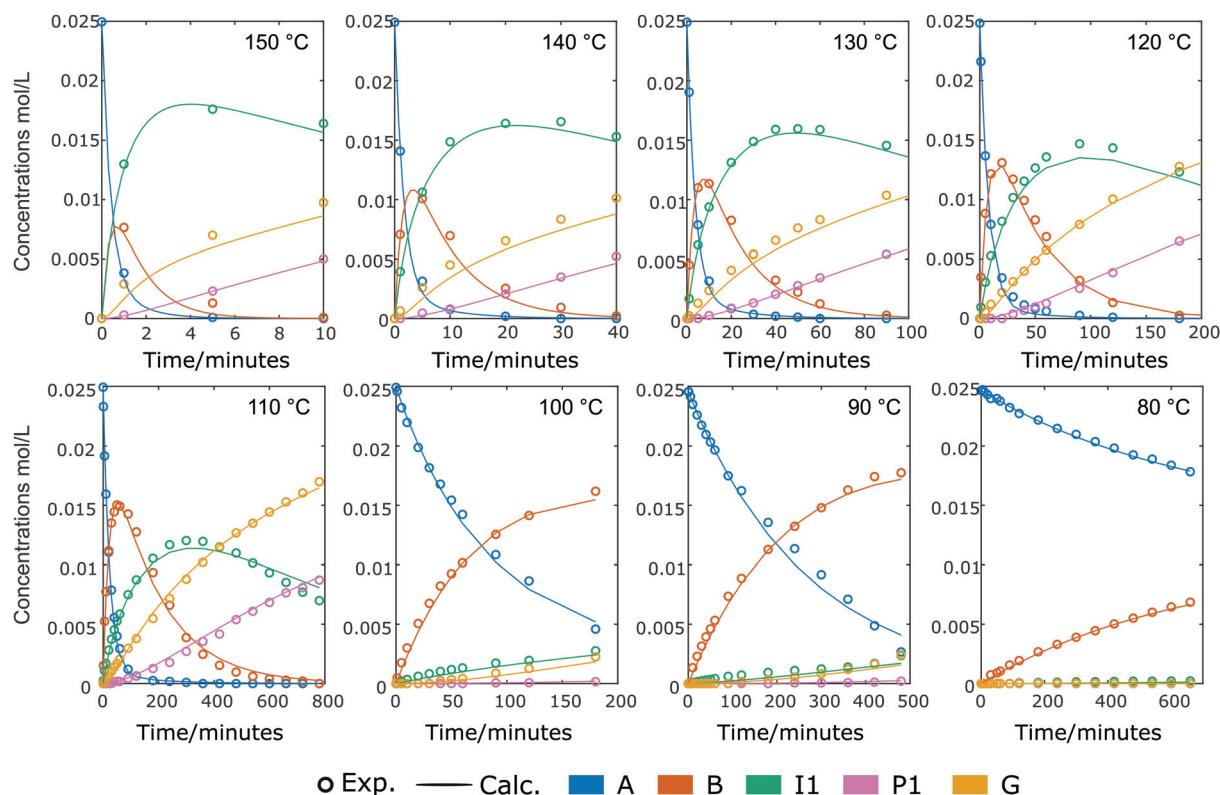 150 °C
140 °C
130 °C
120 °C
Concentrations mol/L
0.025
0.02
0.015
0.01
0.005
0
0 2 4 6 8 10
Time/minutes
0.025
0.02
0.015
0.01
0.005
0
0 10 20 30 40
Time/minutes
0.025
0.02
0.015
0.01
0.005
0
0 20 40 60 80 100
Time/minutes
0.025
0.02
0.015
0.01
0.005
0
0 50 100 150 200
Time/minutes
110 °C
100 °C
90 °C
80 °C
Concentrations mol/L
0.025
0.02
0.015
0.01
0.005
0
0 200 400 600 800
Time/minutes
0.025
0.02
0.015
0.01
0.005
0
0 50 100 150 200
Time/minutes
0.025
0.02
0.015
0.01
0.005
0
0 100 200 300 400 500
Time/minutes
0.025
0.02
0.015
0.01
0.005
0
0 200 400 600
Time/minutes
Exp. Calc. A B I1 P1 G